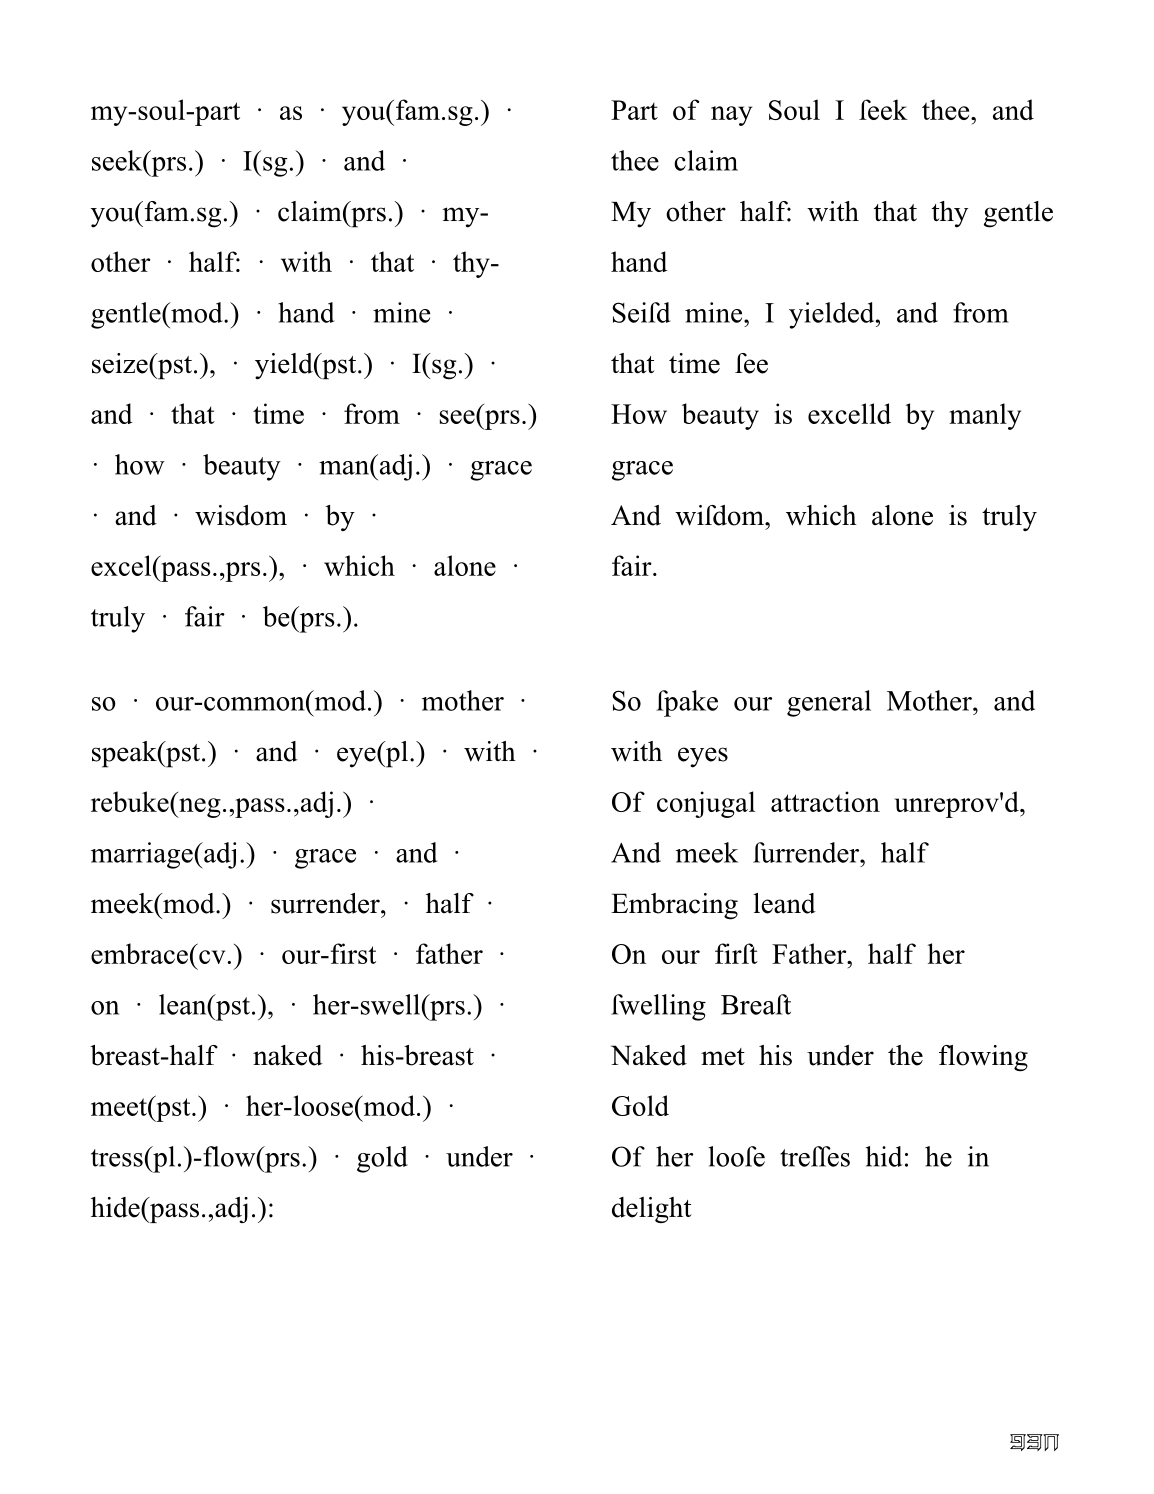 my-soul-part · as · you(fam.sg.) ·
seek(prs.) · I(sg.) · and ·
you(fam.sg.) · claim(prs.) · my-
other · half: · with · that · thy-
gentle(mod.) · hand · mine ·
seize(pst.), · yield(pst.) · I(sg.) ·
and · that · time · from · see(prs.)
· how · beauty · man(adj.) · grace
· and · wisdom · by ·
excel(pass.,prs.), · which · alone ·
truly · fair · be(prs.).
so · our-common(mod.) · mother ·
speak(pst.) · and · eye(pl.) · with ·
rebuke(neg.,pass.,adj.) ·
marriage(adj.) · grace · and ·
meek(mod.) · surrender, · half ·
embrace(cv.) · our-first · father ·
on · lean(pst.), · her-swell(prs.) ·
breast-half · naked · his-breast ·
meet(pst.) · her-loose(mod.) ·
tress(pl.)-flow(prs.) · gold · under ·
hide(pass.,adj.):
Part of nay Soul I ſeek thee, and
thee claim
My other half: with that thy gentle
hand
Seiſd mine, I yielded, and from
that time ſee
How beauty is excelld by manly
grace
And wiſdom, which alone is truly
fair.
So ſpake our general Mother, and
with eyes
Of conjugal attraction unreprov'd,
And meek ſurrender, half
Embracing leand
On our firſt Father, half her
ſwelling Breaſt
Naked met his under the flowing
Gold
Of her looſe treſſes hid: he in
delight